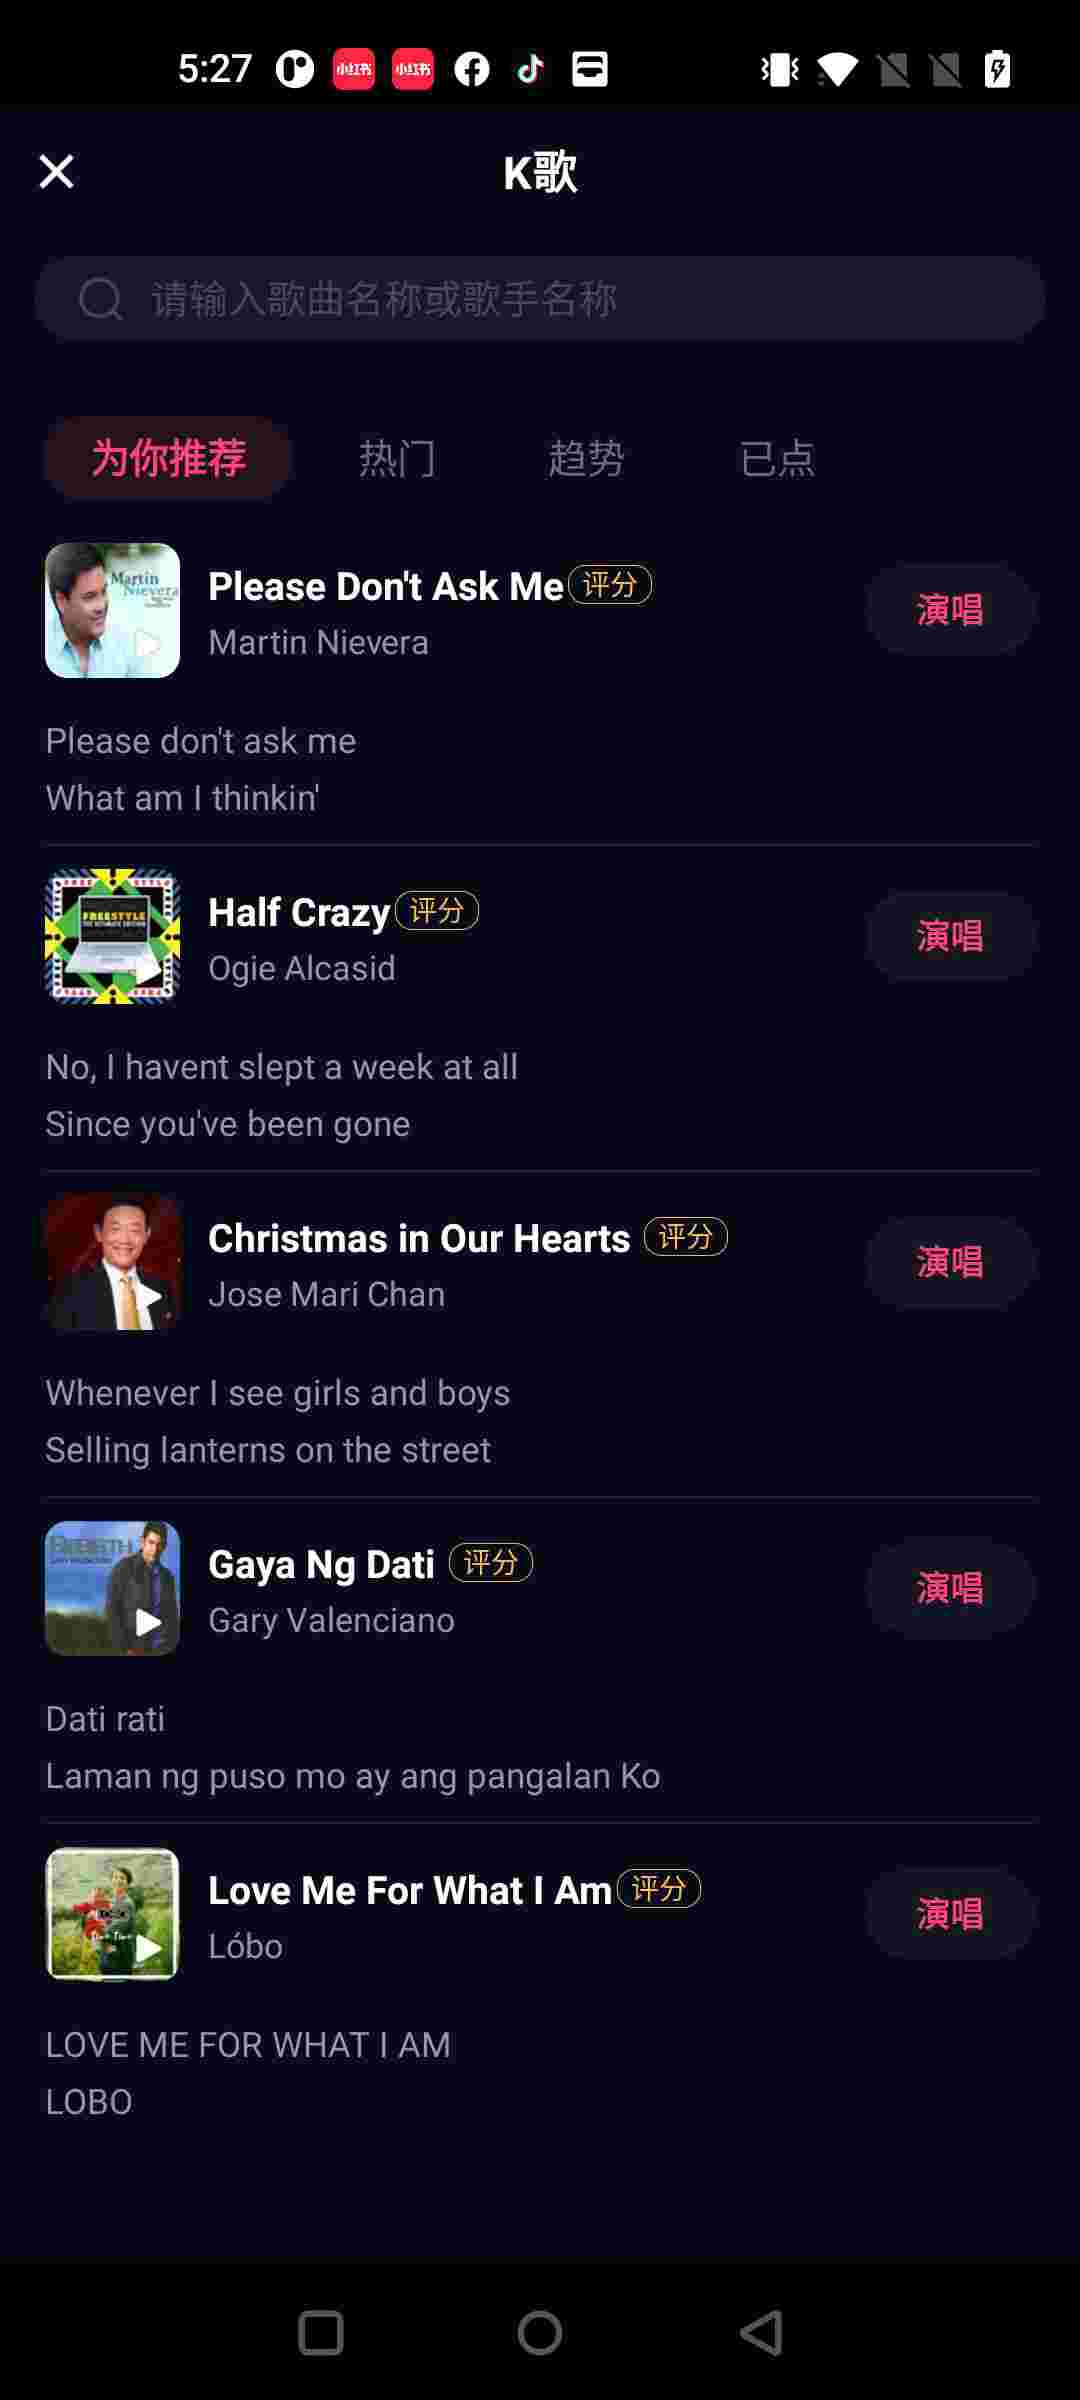 5:27
小红书 小红书
K歌
请输入歌曲名称或歌手名称
为你推荐 热门 趋势 已点
Martin
Nievera
Please Don't Ask Me 评分
Martin Nievera
演唱
Please don't ask me
What am I thinkin'
FREESTYLE
Half Crazy 评分
Ogie Alcasid
演唱
No, I havent slept a week at all
Since you've been gone
Christmas in Our Hearts 评分
Jose Mari Chan
演唱
Whenever I see girls and boys
Selling lanterns on the street
REBIRTH
Gaya Ng Dati 评分
Gary Valenciano
演唱
Dati rati
Laman ng puso mo ay ang pangalan Ko
Love Me For What I Am 评分
Lóbo
演唱
LOVE ME FOR WHAT I AM
LOBO